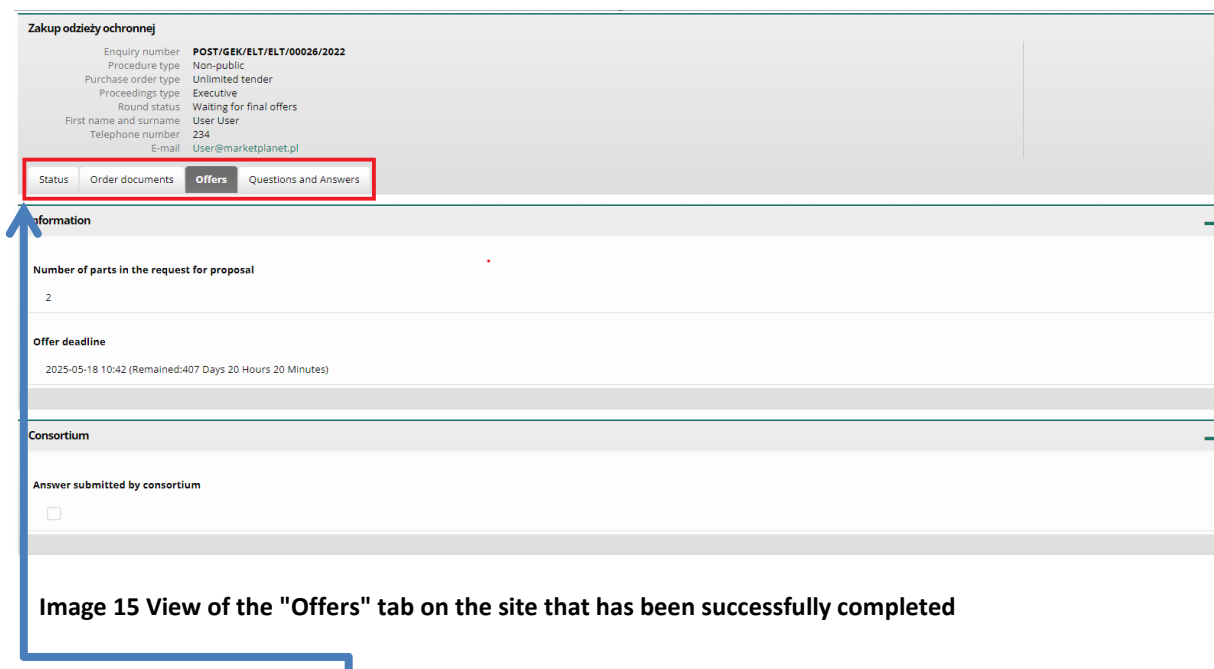 Zakup odzieży ochronnej
Enquiry number POST/GEK/ELT/ELT/00026/2022
Procedure type Non-public
Purchase order type Unlimited tender
Proceedings type Executive
Round status Waiting for final offers
First name and surname User User
Telephone number 234
E-mail User@marketplanet.pl
Status Order documents Offers Questions and Answers
Information
Number of parts in the request for proposal
2
Offer deadline
2025-05-18 10:42 (Remained:407 Days 20 Hours 20 Minutes)
Consortium
Answer submitted by consortium
Image 15 View of the "Offers" tab on the site that has been successfully completed